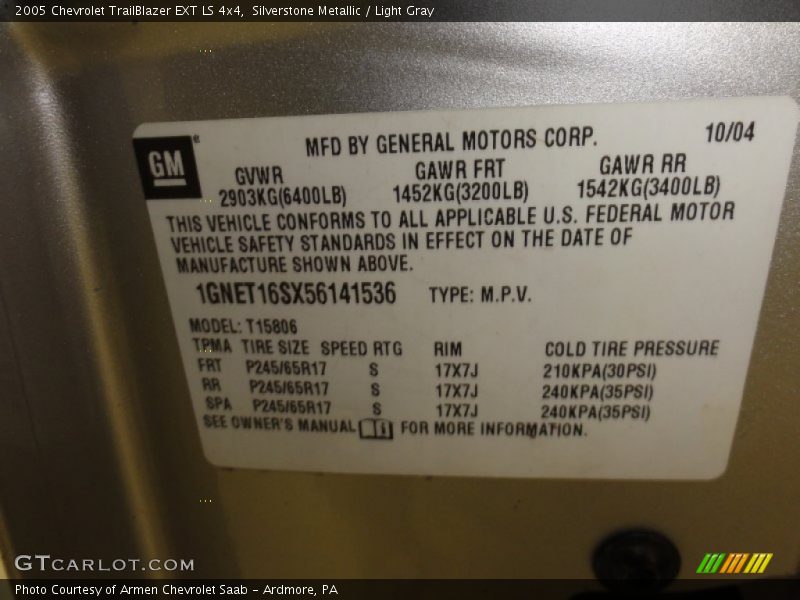 2005 Chevrolet TrailBlazer EXT LS 4x4,  Silverstone Metallic / Light Gray
GM
MFD BY GENERAL MOTORS CORP.
10/04
GVWR GAWR FRT GAWR RR
2903KG(6400LB) 1452KG(3200LB) 1542KG(3400LB)
THIS VEHICLE CONFORMS TO ALL APPLICABLE U.S. FEDERAL MOTOR
VEHICLE SAFETY STANDARDS IN EFFECT ON THE DATE OF
MANUFACTURE SHOWN ABOVE.
1GNET16SX56141536 TYPE: M.P.V.
MODEL: T15806
TPMA TIRE SIZE SPEED RTG RIM COLD TIRE PRESSURE
FRT P245/65R17 S 17X7J 210KPA(30PSI)
RR P245/65R17 S 17X7J 240KPA(35PSI)
SPA P245/65R17 S 17X7J 240KPA(35PSI)
SEE OWNER'S MANUAL i FOR MORE INFORMATION.
GTCARLOT.COM
Photo Courtesy of Armen Chevrolet Saab - Ardmore, PA